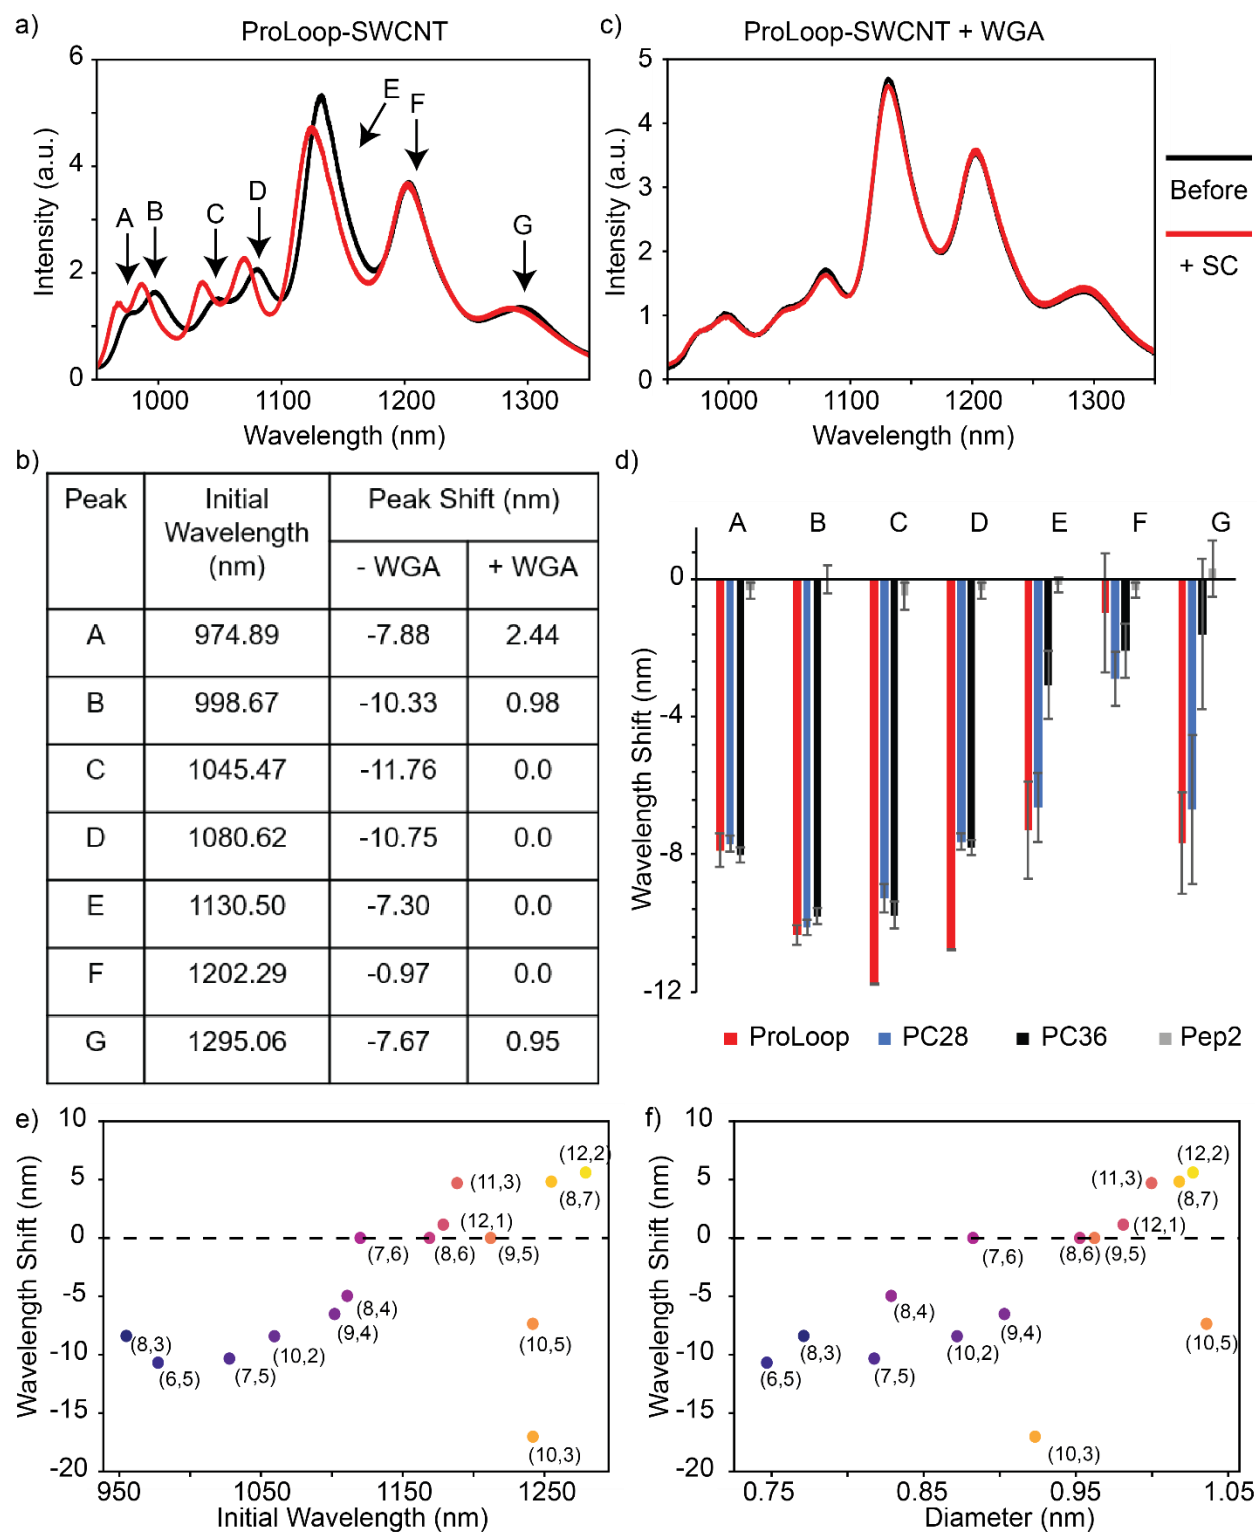 a)
ProLoop-SWCNT
6
4
2
0
Intensity (a.u.)
A
B
C
D
E
F
G
1000
1100
1200
1300
Wavelength (nm)
c)
ProLoop-SWCNT + WGA
5
4
3
2
1
0
Intensity (a.u.)
1000
1100
1200
1300
Wavelength (nm)
Before
+ SC
b)
Peak
Initial
Wavelength
(nm)
Peak Shift (nm)
- WGA
+ WGA
A 974.89 -7.88 2.44
B 998.67 -10.33 0.98
C 1045.47 -11.76 0.0
D 1080.62 -10.75 0.0
E 1130.50 -7.30 0.0
F 1202.29 -0.97 0.0
G 1295.06 -7.67 0.95
d)
A B C D E F G
0
-4
-8
-12
Wavelength Shift (nm)
ProLoop PC28 PC36 Pep2
e)
10
5
0
-5
-10
-15
-20
Wavelength Shift (nm)
(12,2)
(11,3)
(8,7)
(12,1)
(7,6)
(8,6)
(9,5)
(8,4)
(9,4)
(8,3)
(10,2)
(10,5)
(6,5)
(7,5)
(10,3)
950
1050
1150
1250
Initial Wavelength (nm)
f)
10
5
0
-5
-10
-15
-20
Wavelength Shift (nm)
(12,2)
(11,3)
(8,7)
(12,1)
(7,6)
(8,6)
(9,5)
(8,4)
(9,4)
(8,3)
(10,2)
(10,5)
(6,5)
(7,5)
(10,3)
0.75
0.85
0.95
1.05
Diameter (nm)